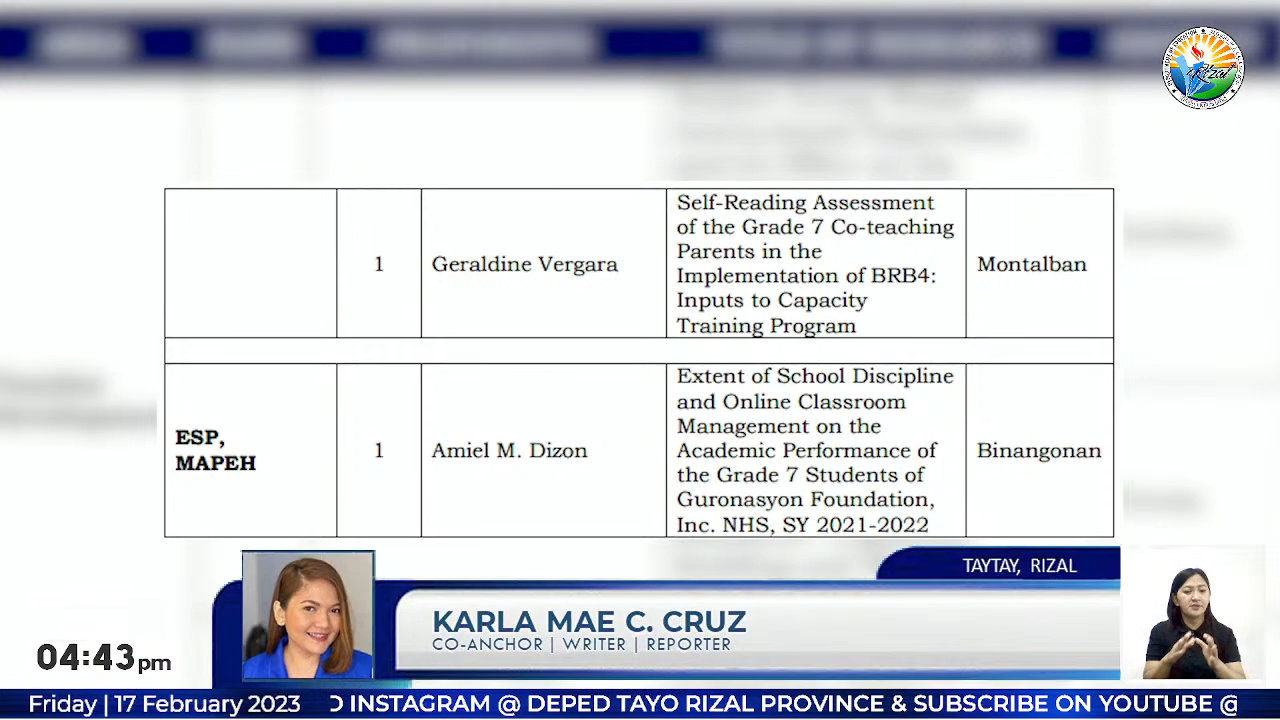 Rizal
1
Geraldine Vergara
Self-Reading Assessment
of the Grade 7 Co-teaching
Parents in the
Implementation of BRB4:
Inputs to Capacity
Training Program
Montalban
ESP,
MAPEH
1
Amiel M. Dizon
Extent of School Discipline
and Online Classroom
Management on the
Academic Performance of
the Grade 7 Students of
Guronasyon Foundation,
Inc. NHS, SY 2021-2022
Binangonan
TAYTAY, RIZAL
KARLA MAE C. CRUZ
CO-ANCHOR | WRITER | REPORTER
04:43pm
Friday | 17 February 2023
INSTAGRAM @ DEPED TAYO RIZAL PROVINCE & SUBSCRIBE ON YOUTUBE @